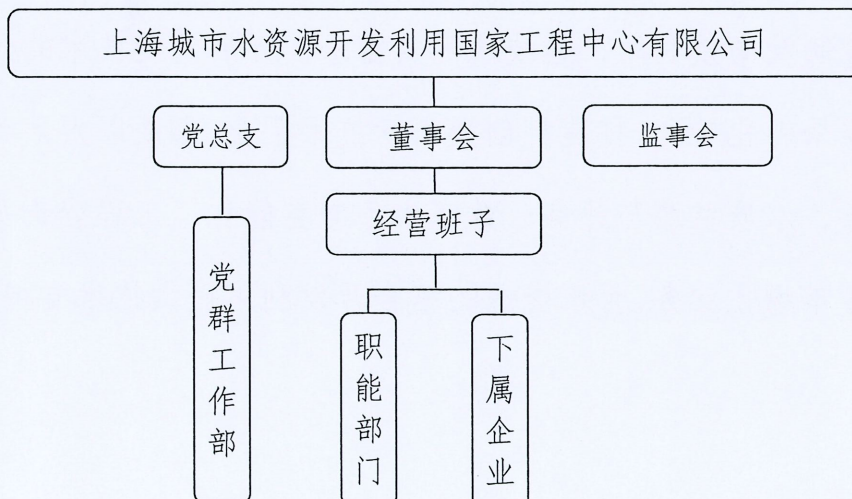 上海城市水资源开发利用国家工程中心有限公司
党总支
董事会
监事会
经营班子
党群工作部
职能部门
下属企业